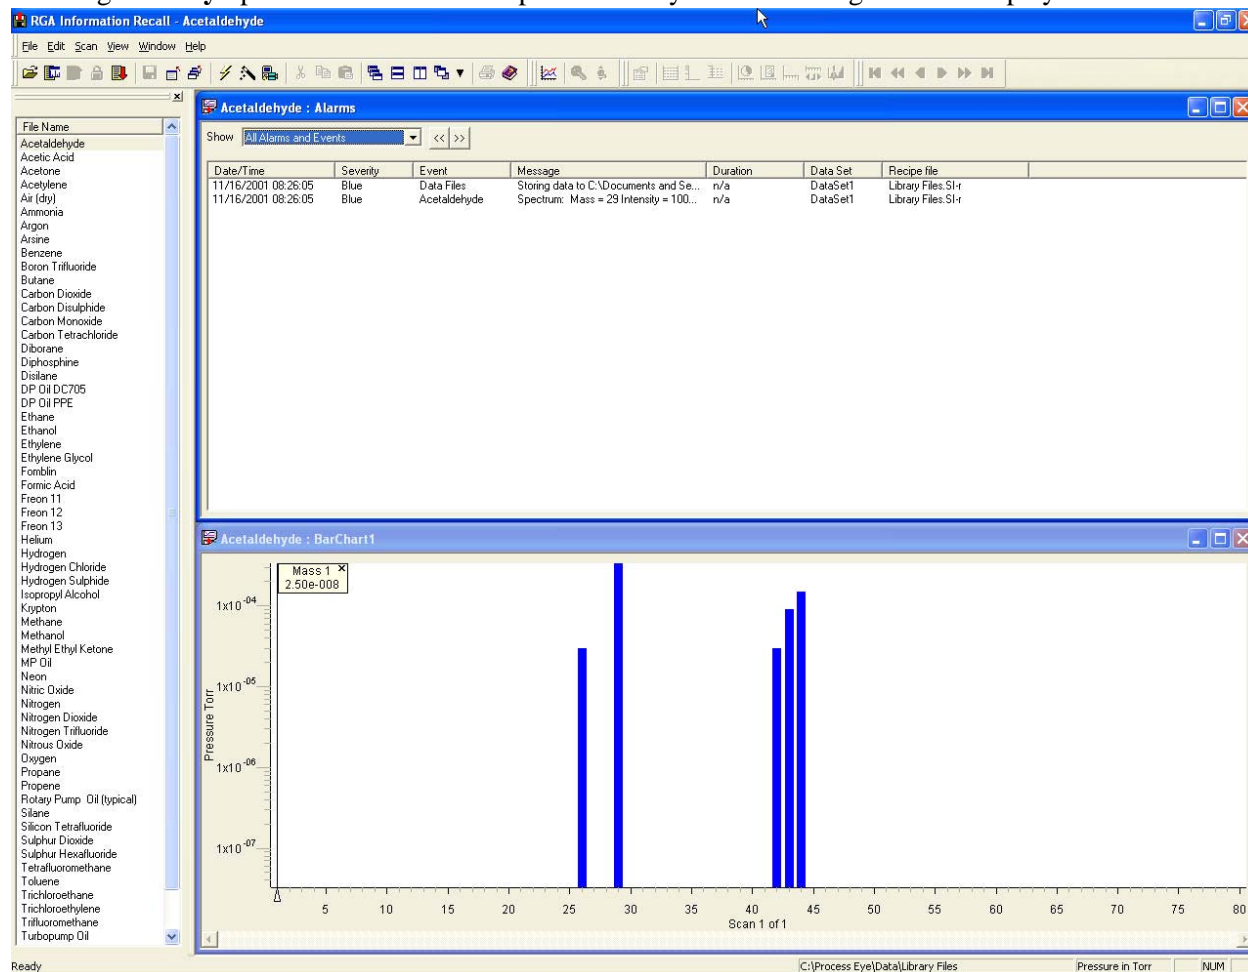 RGA Information Recall - Acetaldehyde
File Edit Scan View Window Help
File Name
Acetaldehyde
Acetic Acid
Acetone
Acetylene
Air (dry)
Ammonia
Argon
Arsine
Benzene
Boron Trifluoride
Butane
Carbon Dioxide
Carbon Disulphide
Carbon Monoxide
Carbon Tetrachloride
Diborane
Diphosphine
Disilane
DP Oil DC705
DP Oil PPE
Ethane
Ethanol
Ethylene
Ethylene Glycol
Fomblin
Formic Acid
Freon 11
Freon 12
Freon 13
Helium
Hydrogen
Hydrogen Chloride
Hydrogen Sulphide
Isopropyl Alcohol
Krypton
Methane
Methanol
Methyl Ethyl Ketone
MP Oil
Neon
Nitric Oxide
Nitrogen
Nitrogen Dioxide
Nitrogen Trifluoride
Nitrous Oxide
Oxygen
Propane
Propene
Rotary Pump Oil (typical)
Silane
Silicon Tetrafluoride
Sulphur Dioxide
Sulphur Hexafluoride
Tetrafluoromethane
Toluene
Trichloroethane
Trichloroethylene
Trifluoromethane
Turbopump Oil
Acetaldehyde : Alarms
Show All Alarms and Events << >>
Date/Time Severity Event Message Duration Data Set Recipe file
11/16/2001 08:26:05 Blue Data Files Storing data to C:\Documents and Se... n/a DataSet1 Library Files.SI-r
11/16/2001 08:26:05 Blue Acetaldehyde Spectrum: Mass = 29 Intensity = 100... n/a DataSet1 Library Files.SI-r
Acetaldehyde : BarChart1
Mass 1
2.50e-008
1x10-04
1x10-05
1x10-06
1x10-07
Pressure Torr
5 10 15 20 25 30 35 40 45 50 55 60 65 70 75 80
Scan 1 of 1
Ready C:\Process Eye\Data\Library Files Pressure in Torr NUM